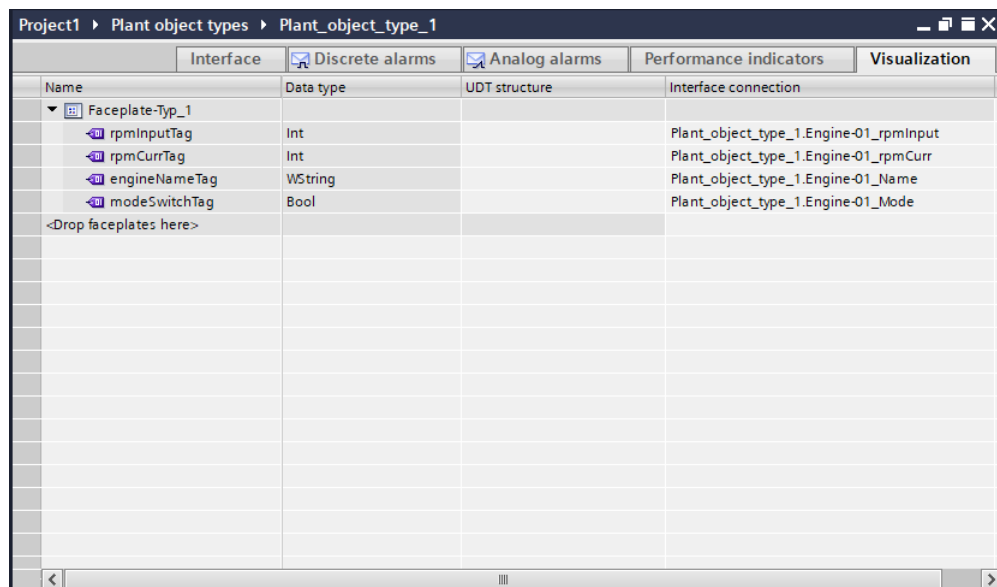 Project1 ▸ Plant object types ▸ Plant_object_type_1
Interface Discrete alarms Analog alarms Performance indicators Visualization
Name Data type UDT structure Interface connection
Faceplate-Typ_1
rpmInputTag Int Plant_object_type_1.Engine-01_rpmInput
rpmCurrTag Int Plant_object_type_1.Engine-01_rpmCurr
engineNameTag WString Plant_object_type_1.Engine-01_Name
modeSwitchTag Bool Plant_object_type_1.Engine-01_Mode
<Drop faceplates here>